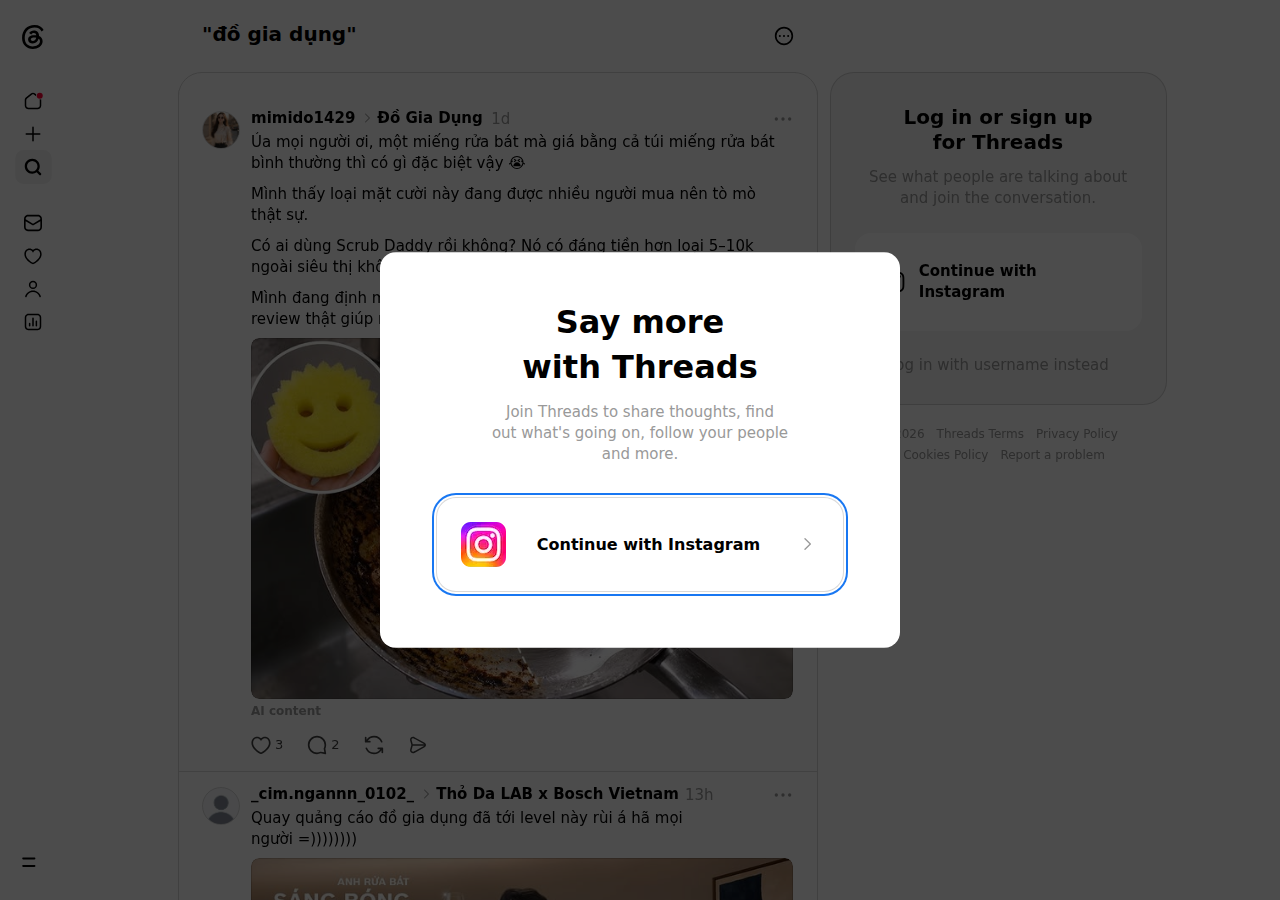 "đồ gia dụng"
mimido1429 > Đồ Gia Dụng 1d
Úa mọi người ơi, một miếng rửa bát mà giá bằng cả túi miếng rửa bát
bình thường thì có gì đặc biệt vậy 😭
Mình thấy loại mặt cười này đang được nhiều người mua nên tò mò
thật sự.
Có ai dùng Scrub Daddy rồi không? Nó có đáng tiền hơn loại 5–10k
ngoài siêu thị
Mình đang định
review thật giúp
AI content
3 2
_cim.ngannn_0102_ > Thỏ Da LAB x Bosch Vietnam 13h
Quay quảng cáo đồ gia dụng đã tới level này rùi á hã mọi
người =))))))))
ANH RỬA BÁT
SÁNG BÓNG
Say more
with Threads
Join Threads to share thoughts, find
out what's going on, follow your people
and more.
Continue with Instagram
Log in or sign up
for Threads
See what people are talking about
and join the conversation.
Continue with
Instagram
in with username instead
Threads Terms Privacy Policy
Cookies Policy Report a problem